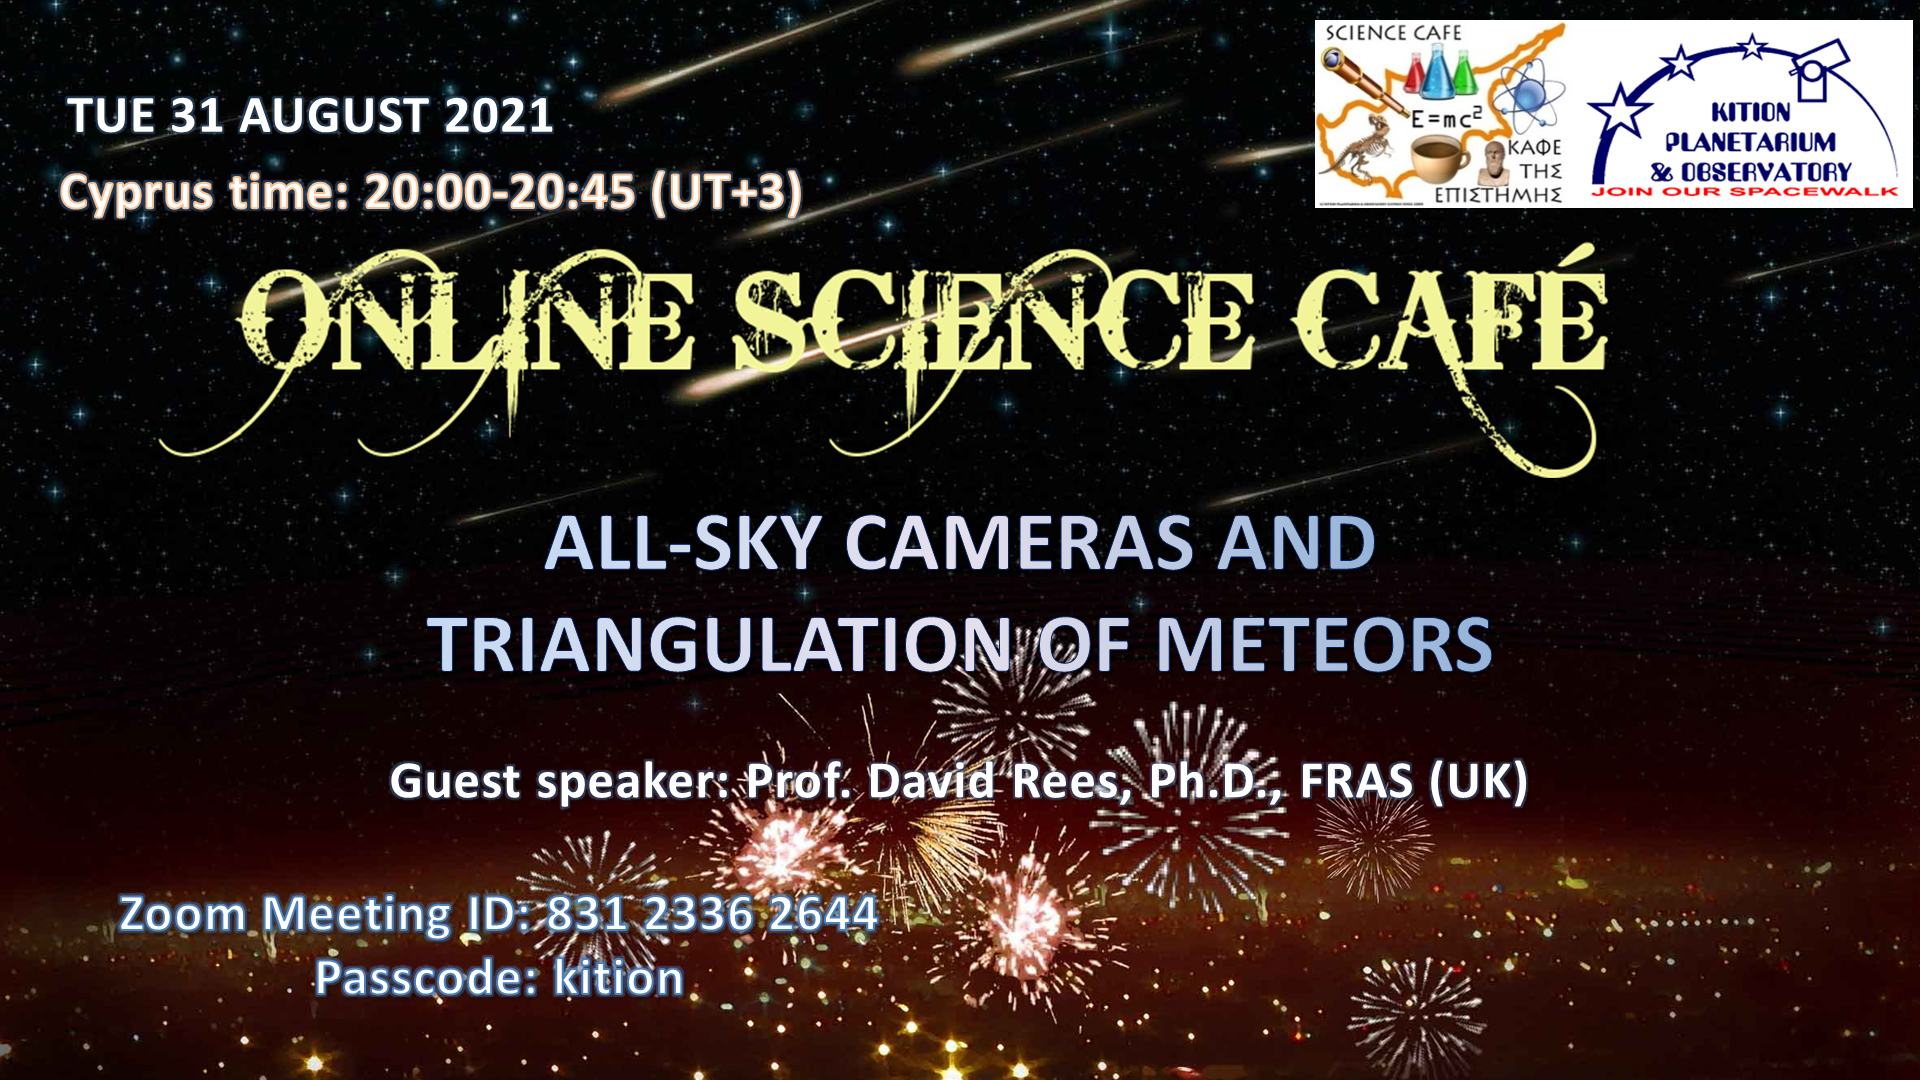 TUE 31 AUGUST 2021
Cyprus time: 20:00-20:45 (UT+3)
SCIENCE CAFE
E=mc²
ΚΑΦΕ
ΤΗΣ
ΕΠΙΣΤΗΜΗΣ
KITION
PLANETARIUM
& OBSERVATORY
JOIN OUR SPACEWALK
ONLINE SCIENCE CAFÉ
ALL-SKY CAMERAS AND
TRIANGULATION OF METEORS
Guest speaker: Prof. David Rees, Ph.D., FRAS (UK)
Zoom Meeting ID: 831 2336 2644
Passcode: kition